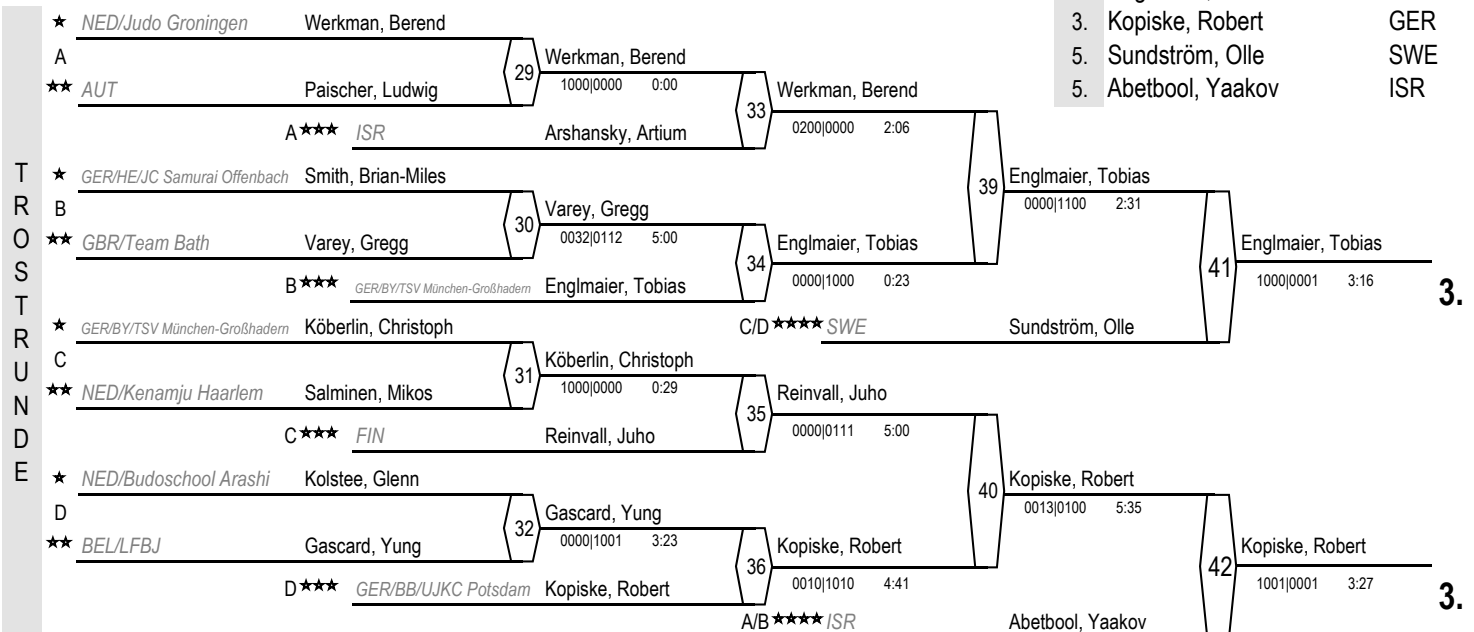 3. Kopiske, Robert GER
5. Sundström, Olle SWE
5. Abetbool, Yaakov ISR
TROSTRUNDE
NED/Judo Groningen Werkman, Berend
A
29 Werkman, Berend
1000|0000 0:00
AUT Paischer, Ludwig
33 Werkman, Berend
0200|0000 2:06
A ISR Arshansky, Artium
GER/HE/JC Samurai Offenbach Smith, Brian-Miles
39 Englmaier, Tobias
0000|1100 2:31
B
30 Varey, Gregg
0032|0112 5:00
GBR/Team Bath Varey, Gregg
34 Englmaier, Tobias
0000|1000 0:23
41 Englmaier, Tobias
1000|0001 3:16
3.
B GER/BY/TSV München-Großhadern Englmaier, Tobias
GER/BY/TSV München-Großhadern Köberlin, Christoph
C/D SWE Sundström, Olle
C
31 Köberlin, Christoph
1000|0000 0:29
NED/Kenamju Haarlem Salminen, Mikos
35 Reinvall, Juho
0000|0111 5:00
C FIN Reinvall, Juho
NED/Budoschool Arashi Kolstee, Glenn
40 Kopiske, Robert
0013|0100 5:35
D
32 Gascard, Yung
0000|1001 3:23
BEL/LFBJ Gascard, Yung
36 Kopiske, Robert
0010|1010 4:41
42 Kopiske, Robert
1001|0001 3:27
3.
D GER/BB/UJKC Potsdam Kopiske, Robert
A/B ISR Abetbool, Yaakov